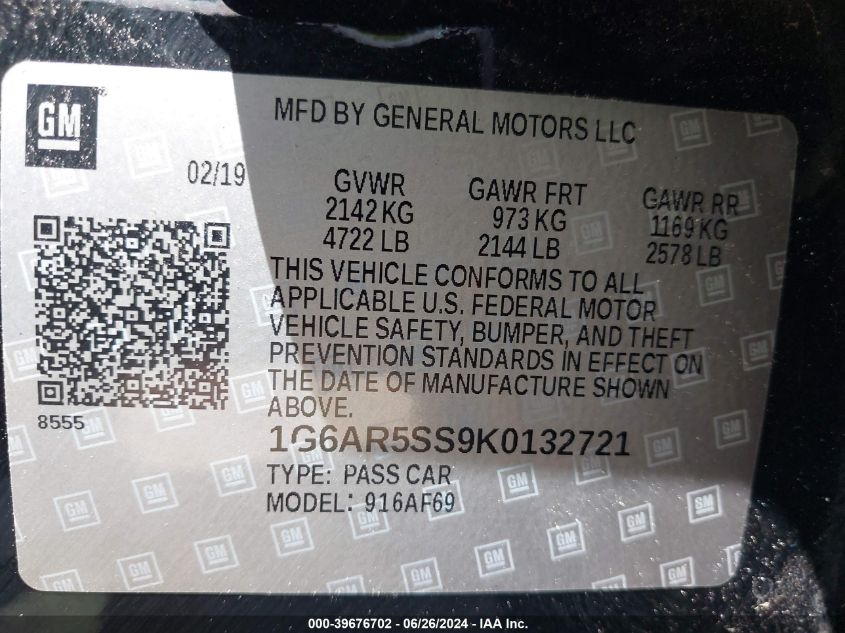 GM
MFD BY GENERAL MOTORS LLC
02/19
GVWR
2142 KG
4722 LB
GAWR FRT
973 KG
2144 LB
GAWR RR
1169 KG
2578 LB
THIS VEHICLE CONFORMS TO ALL
APPLICABLE U.S. FEDERAL MOTOR
VEHICLE SAFETY, BUMPER, AND THEFT
PREVENTION STANDARDS IN EFFECT ON
THE DATE OF MANUFACTURE SHOWN
ABOVE.
8555
1G6AR5SS9K0132721
TYPE: PASS CAR
MODEL: 916AF69
000-39676702 - 06/26/2024 - IAA Inc.